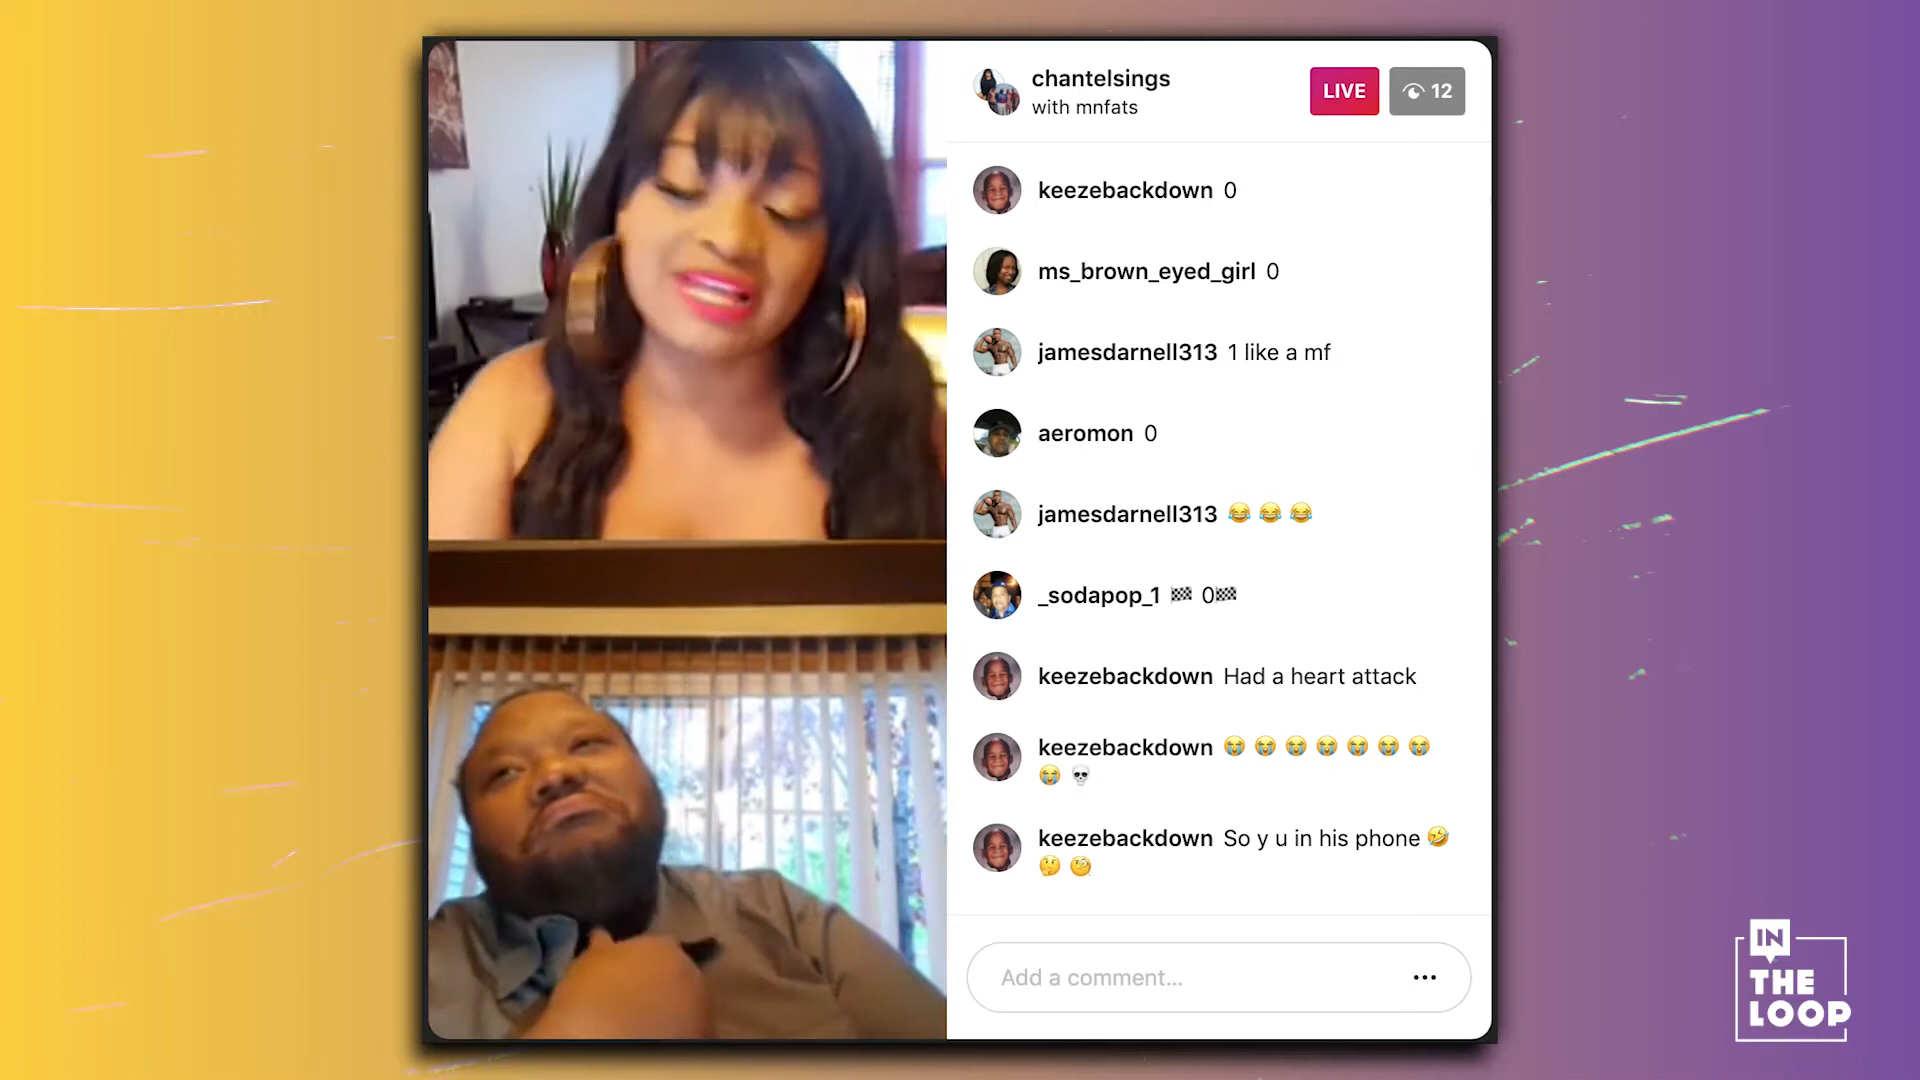 chantelsings
with mnfats
LIVE
12
keezebackdown 0
ms_brown_eyed_girl 0
jamesdarnell313 1 like a mf
aeromon 0
jamesdarnell313 😂 😂 😂
_sodapop_1 🏁 0🏁
keezebackdown Had a heart attack
keezebackdown 😭 😭 😭 😭 😭 😭 😭
😭 💀
keezebackdown So y u in his phone 🤣
🤔 🧐
Add a comment...
IN
THE
LOOP